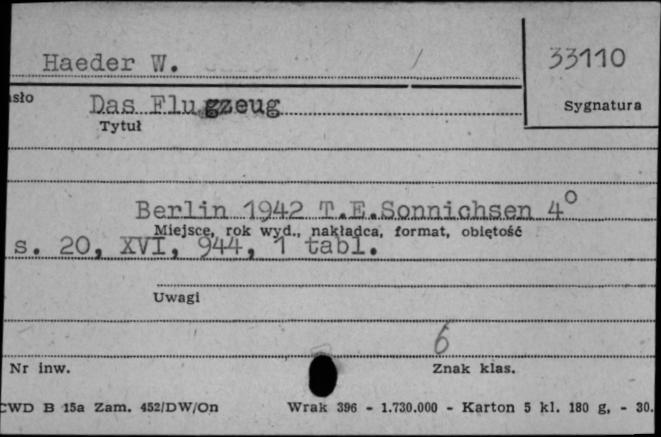 Haeder W. /
33110
Sygnatura
Das Flugzeug
Tytuł
Berlin 1942 T.E.Sonnichsen 4°
Miejsce, rok wyd., nakładca, format, objętość
s. 20, XVI, 944, 1 tabl.
Uwagi
6
Nr inw.
Znak klas.
CWD B 15a Zam. 452/DW/On Wrak 396 - 1.730.000 - Karton 5 kl. 180 g. - 30.